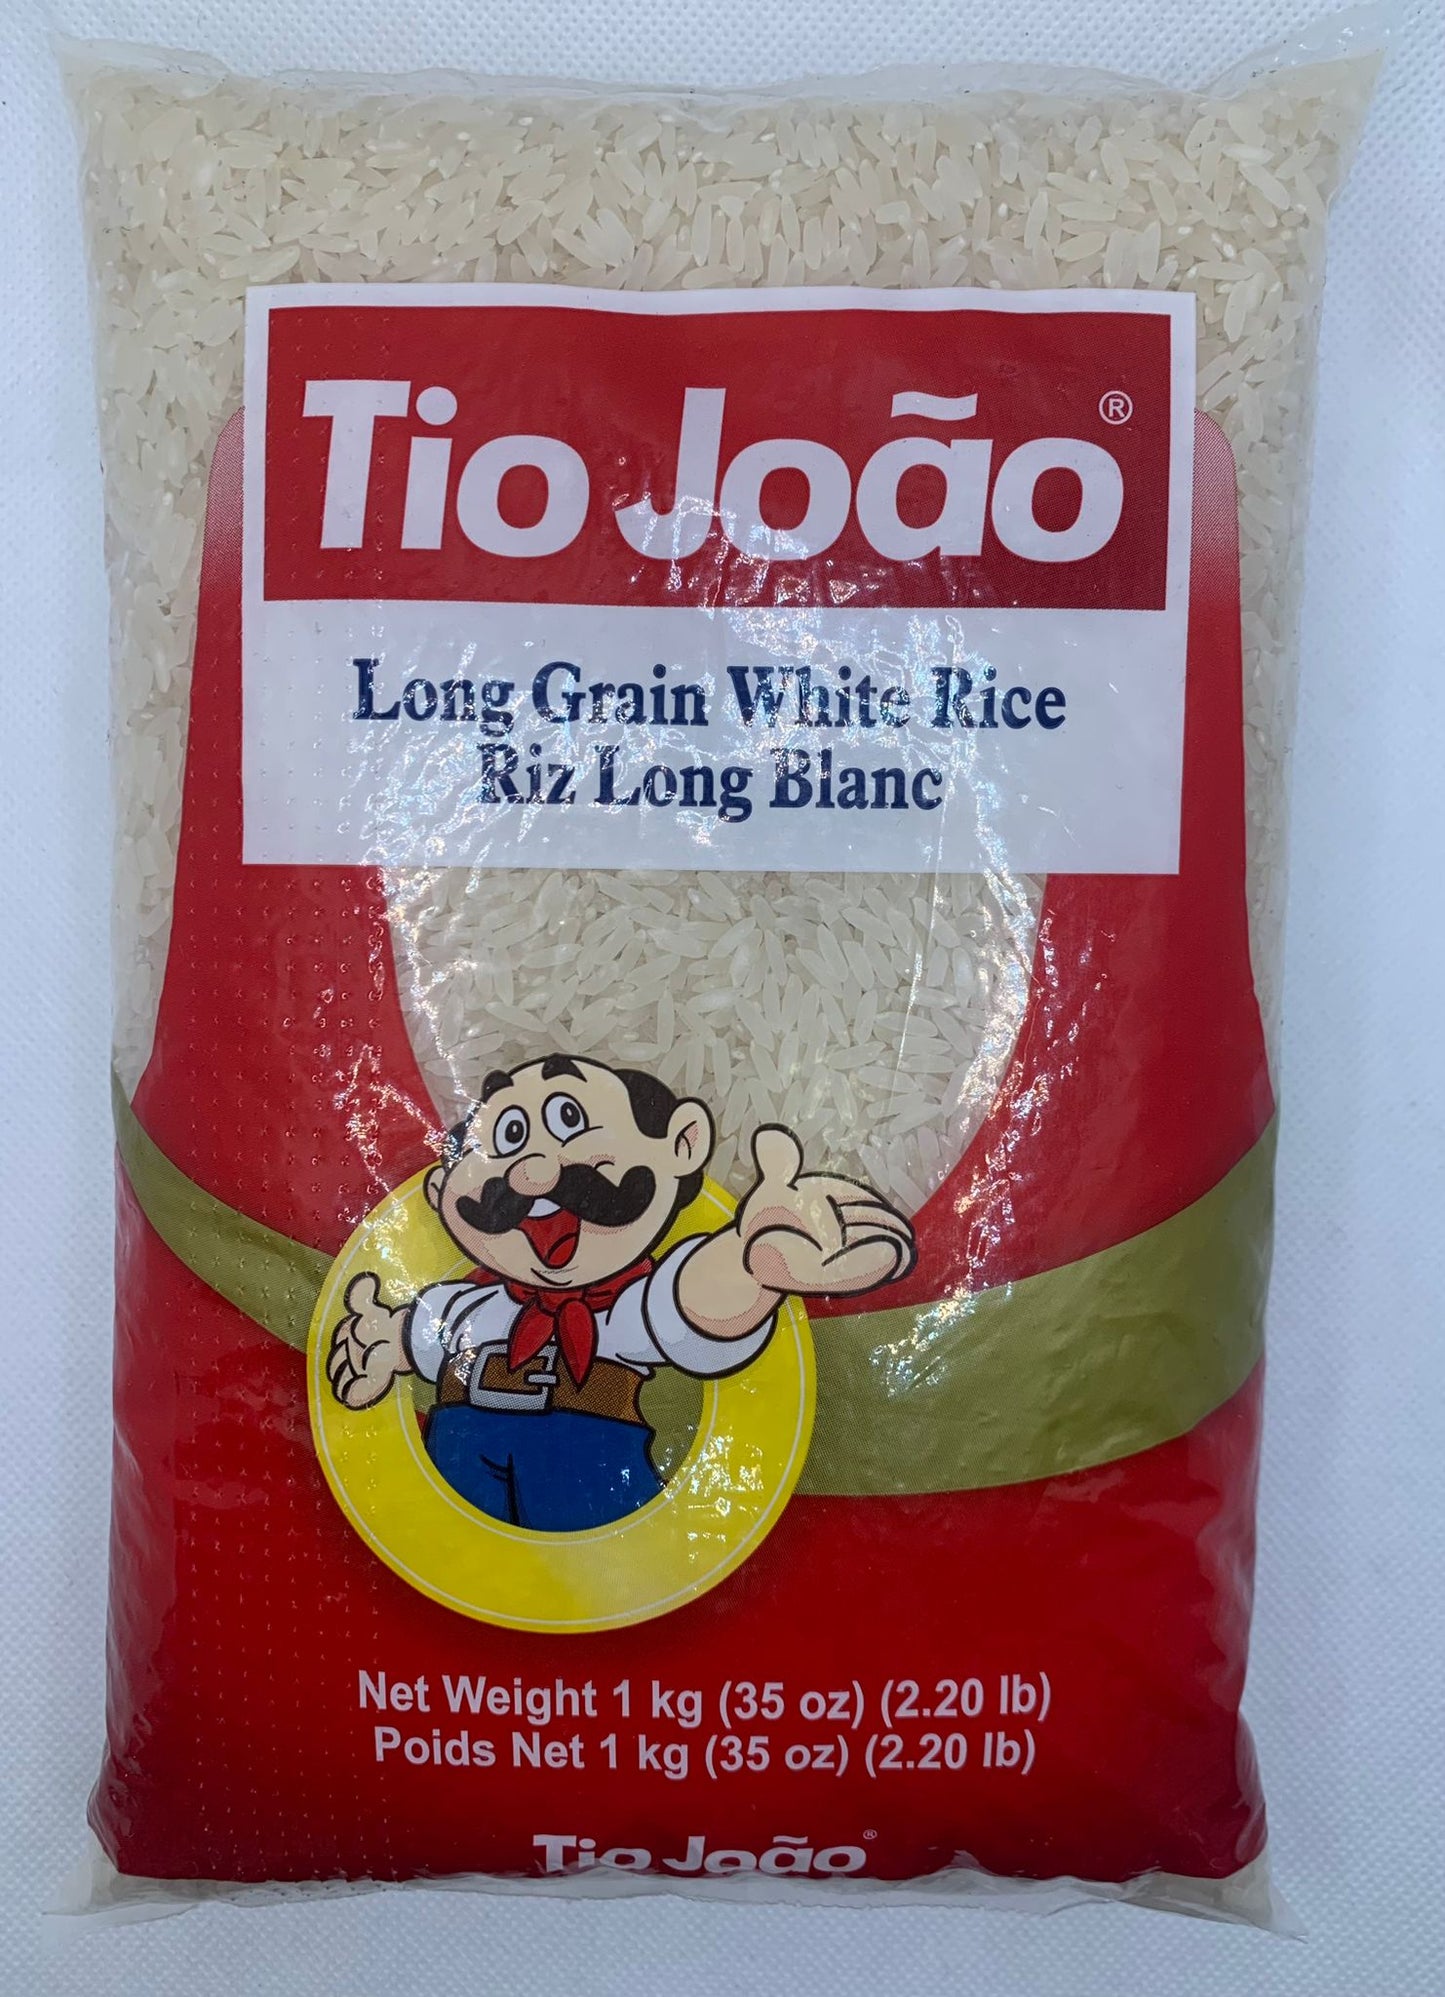 Tio João®
Long Grain White Rice
Riz Long Blanc
Net Weight 1 kg (35 oz) (2.20 lb)
Poids Net 1 kg (35 oz) (2.20 lb)
Tio João®